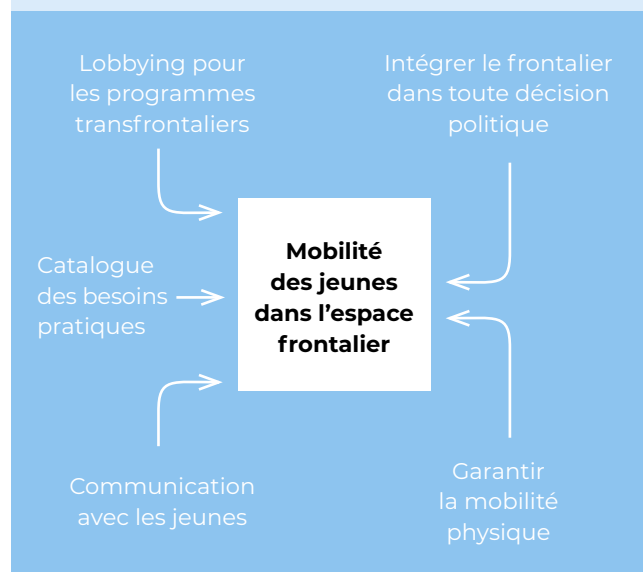 Lobbying pour
les programmes
transfrontaliers
Intégrer le frontalier
dans toute décision
politique
Mobilité
des jeunes
dans l’espace
frontalier
Catalogue
des besoins
pratiques
Communication
avec les jeunes
Garantir
la mobilité
physique